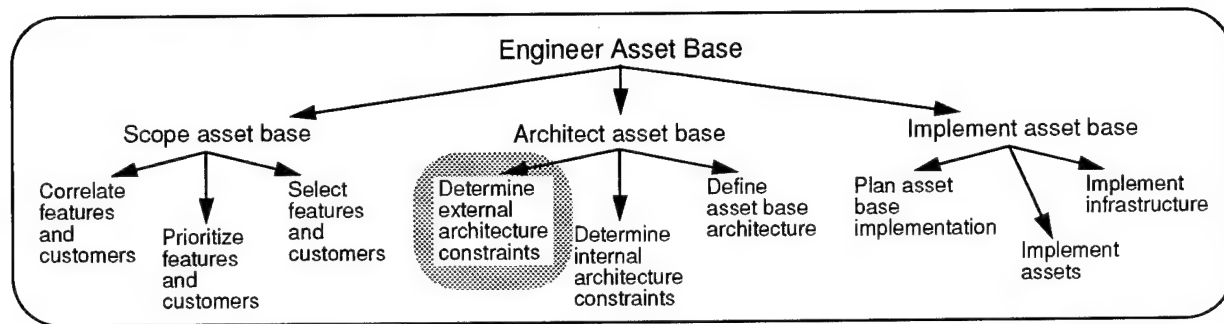 Engineer Asset Base
Scope asset base
Architect asset base
Implement asset base
Correlate
features
and
customers
Prioritize
features
and
customers
Select
features
and
customers
Determine
external
architecture
constraints
Determine
internal
architecture
constraints
Define
asset base
architecture
Plan asset
base
implementation
Implement
assets
Implement
infrastructure